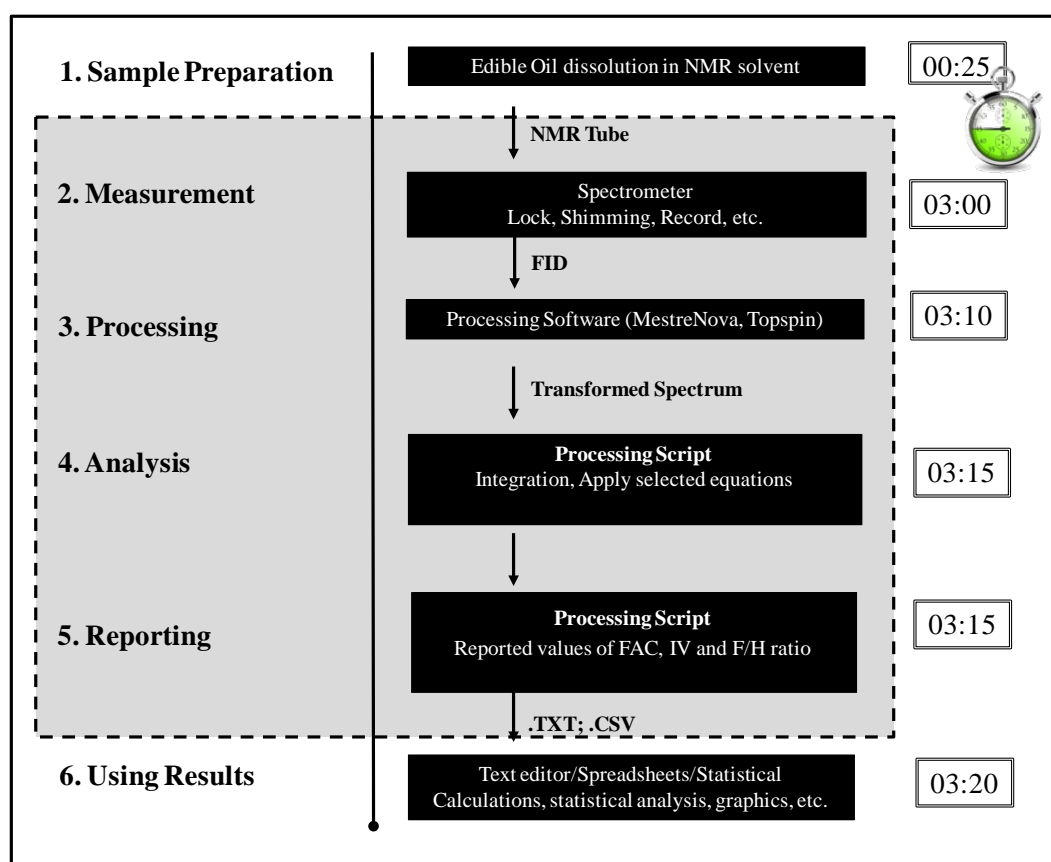 1. Sample Preparation
Edible Oil dissolution in NMR solvent
00:25
NMR Tube
2. Measurement
Spectrometer
Lock, Shimming, Record, etc.
03:00
FID
3. Processing
Processing Software (MestreNova, Topspin)
03:10
Transformed Spectrum
4. Analysis
Processing Script
Integration, Apply selected equations
03:15
5. Reporting
Processing Script
Reported values of FAC, IV and F/H ratio
03:15
.TXT; .CSV
6. Using Results
Text editor/Spreadsheets/Statistical
Calculations, statistical analysis, graphics, etc.
03:20